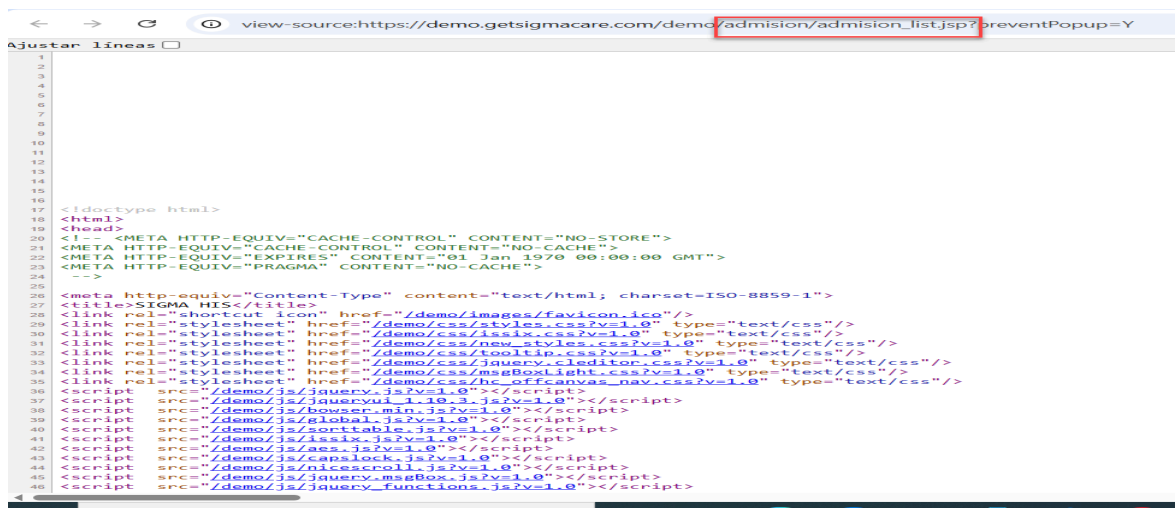 view-source:https://demo.getsigmacare.com/demo/admision/admision_list.jsp?preventPopup=Y
Ajustar líneas
1
2
3
4
5
6
7
8
9
10
11
12
13
14
15
16
17 <!doctype html>
18 <html>
19 <head>
20 <!-- <META HTTP-EQUIV="CACHE-CONTROL" CONTENT="NO-STORE">
21 <META HTTP-EQUIV="CACHE-CONTROL" CONTENT="NO-CACHE">
22 <META HTTP-EQUIV="EXPIRES" CONTENT="01 Jan 1970 00:00:00 GMT">
23 <META HTTP-EQUIV="PRAGMA" CONTENT="NO-CACHE">
24 -->
25
26 <meta http-equiv="Content-Type" content="text/html; charset=ISO-8859-1">
27 <title>SIGMA HIS</title>
28 <link rel="shortcut icon" href="/demo/images/favicon.ico"/>
29 <link rel="stylesheet" href="/demo/css/styles.css?v=1.0" type="text/css"/>
30 <link rel="stylesheet" href="/demo/css/issix.css?v=1.0" type="text/css"/>
31 <link rel="stylesheet" href="/demo/css/new_styles.css?v=1.0" type="text/css"/>
32 <link rel="stylesheet" href="/demo/css/tooltip.css?v=1.0" type="text/css"/>
33 <link rel="stylesheet" href="/demo/css/jquery.cleditor.css?v=1.0" type="text/css"/>
34 <link rel="stylesheet" href="/demo/css/msgBoxLight.css?v=1.0" type="text/css"/>
35 <link rel="stylesheet" href="/demo/css/hc_offcanvas_nav.css?v=1.0" type="text/css"/>
36 <script src="/demo/js/jquery.js?v=1.0"></script>
37 <script src="/demo/js/jqueryui_1.10.3.js?v=1.0"></script>
38 <script src="/demo/js/bowser.min.js?v=1.0"></script>
39 <script src="/demo/js/global.js?v=1.0"></script>
40 <script src="/demo/js/sorttable.js?v=1.0"></script>
41 <script src="/demo/js/issix.js?v=1.0"></script>
42 <script src="/demo/js/aes.js?v=1.0"></script>
43 <script src="/demo/js/capslock.js?v=1.0"></script>
44 <script src="/demo/js/nicescroll.js?v=1.0"></script>
45 <script src="/demo/js/jquery.msgBox.js?v=1.0"></script>
46 <script src="/demo/js/jquery_functions.js?v=1.0"></script>